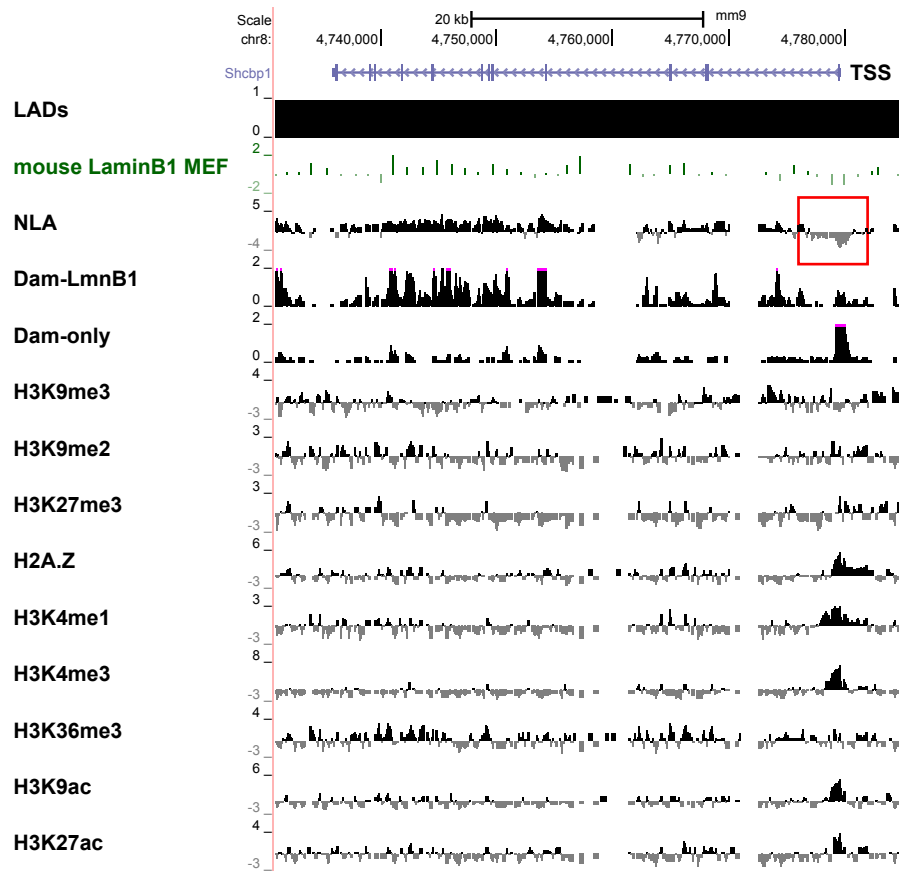 Scale 20 kb mm9
chr8: 4,740,000 4,750,000 4,760,000 4,770,000 4,780,000
Shcbp1 TSS
LADs 1 0
mouse LaminB1 MEF 2 -2
NLA 5 -4
Dam-LmnB1 2 0
Dam-only 2 0
H3K9me3 4 -3
H3K9me2 3 -3
H3K27me3 3 -3
H2A.Z 6 -3
H3K4me1 3 -3
H3K4me3 8 -3
H3K36me3 4 -3
H3K9ac 6 -3
H3K27ac 4 -3